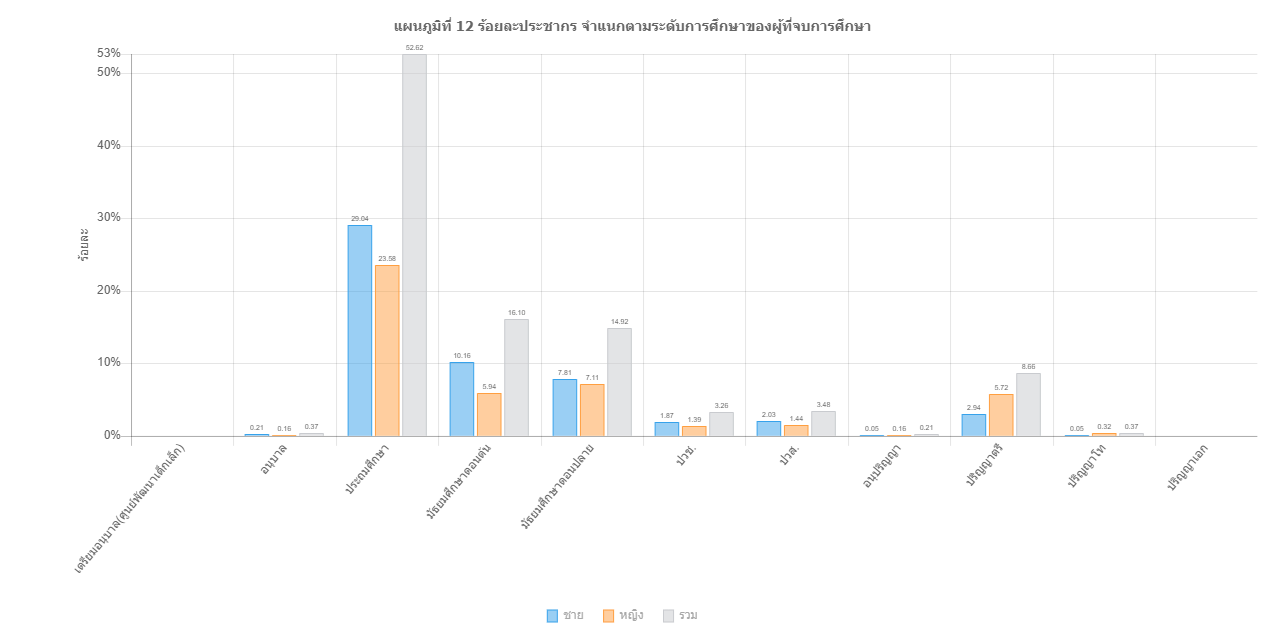 แผนภูมิที่ 12 ร้อยละประชากร จำแนกตามระดับการศึกษาของผู้ที่จบการศึกษา
53%
50%
40%
30%
20%
10%
0%
ร้อยละ
0.21 0.16 0.37
29.04 23.58 52.62
10.16 5.94 16.10
7.81 7.11 14.92
1.87 1.39 3.26
2.03 1.44 3.48
0.05 0.16 0.21
2.94 5.72 8.66
0.05 0.32 0.37
เตรียมอนุบาล(ศูนย์พัฒนาเด็กเล็ก)
อนุบาล
ประถมศึกษา
มัธยมศึกษาตอนต้น
มัธยมศึกษาตอนปลาย
ปวช.
ปวส.
อนุปริญญา
ปริญญาตรี
ปริญญาโท
ปริญญาเอก
ชาย หญิง รวม